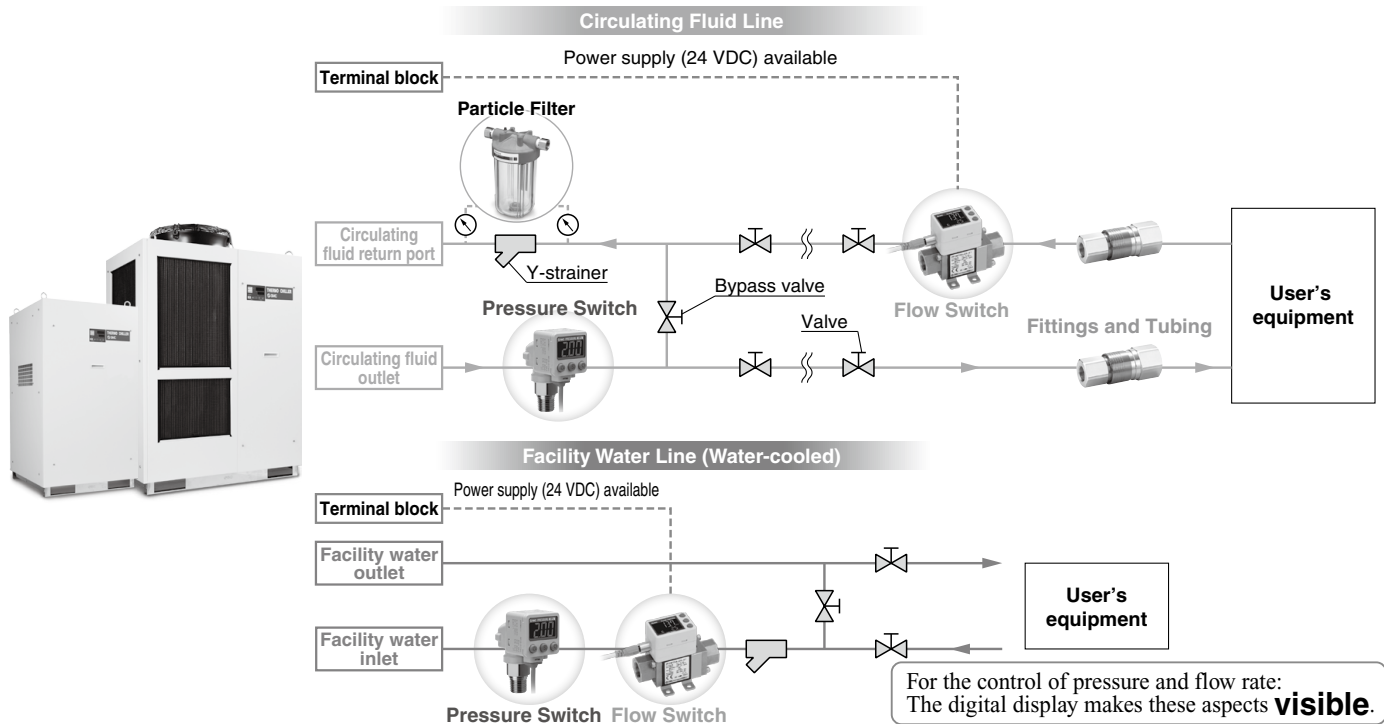 Circulating Fluid Line
Power supply (24 VDC) available
Terminal block
Particle Filter
Circulating
fluid return port
Y-strainer
Bypass valve
Pressure Switch
Flow Switch
Valve
Fittings and Tubing
User's
equipment
Circulating fluid
outlet
200
Facility Water Line (Water-cooled)
Power supply (24 VDC) available
Terminal block
Facility water
outlet
User's
equipment
Facility water
inlet
200
Pressure Switch
Flow Switch
For the control of pressure and flow rate:
The digital display makes these aspects visible.